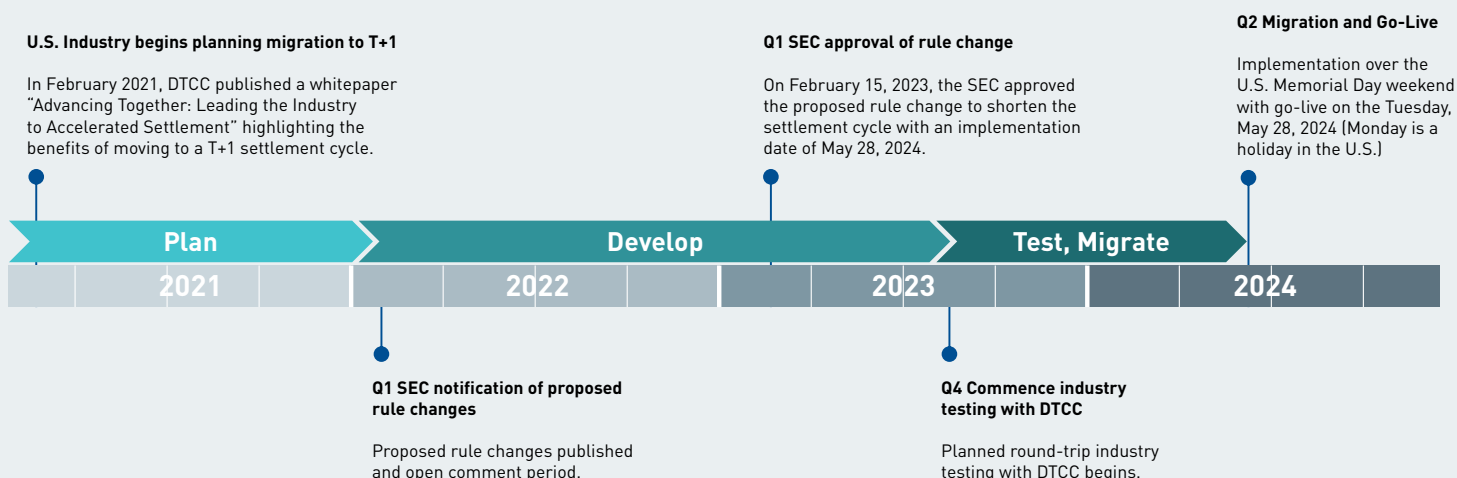 U.S. Industry begins planning migration to T+1
In February 2021, DTCC published a whitepaper
“Advancing Together: Leading the Industry
to Accelerated Settlement” highlighting the
benefits of moving to a T+1 settlement cycle.
Q1 SEC approval of rule change
On February 15, 2023, the SEC approved
the proposed rule change to shorten the
settlement cycle with an implementation
date of May 28, 2024.
Q2 Migration and Go-Live
Implementation over the
U.S. Memorial Day weekend
with go-live on the Tuesday,
May 28, 2024 (Monday is a
holiday in the U.S.)
Plan
Develop
Test, Migrate
2021
2022
2023
2024
Q1 SEC notification of proposed
rule changes
Proposed rule changes published
and open comment period.
Q4 Commence industry
testing with DTCC
Planned round-trip industry
testing with DTCC begins.